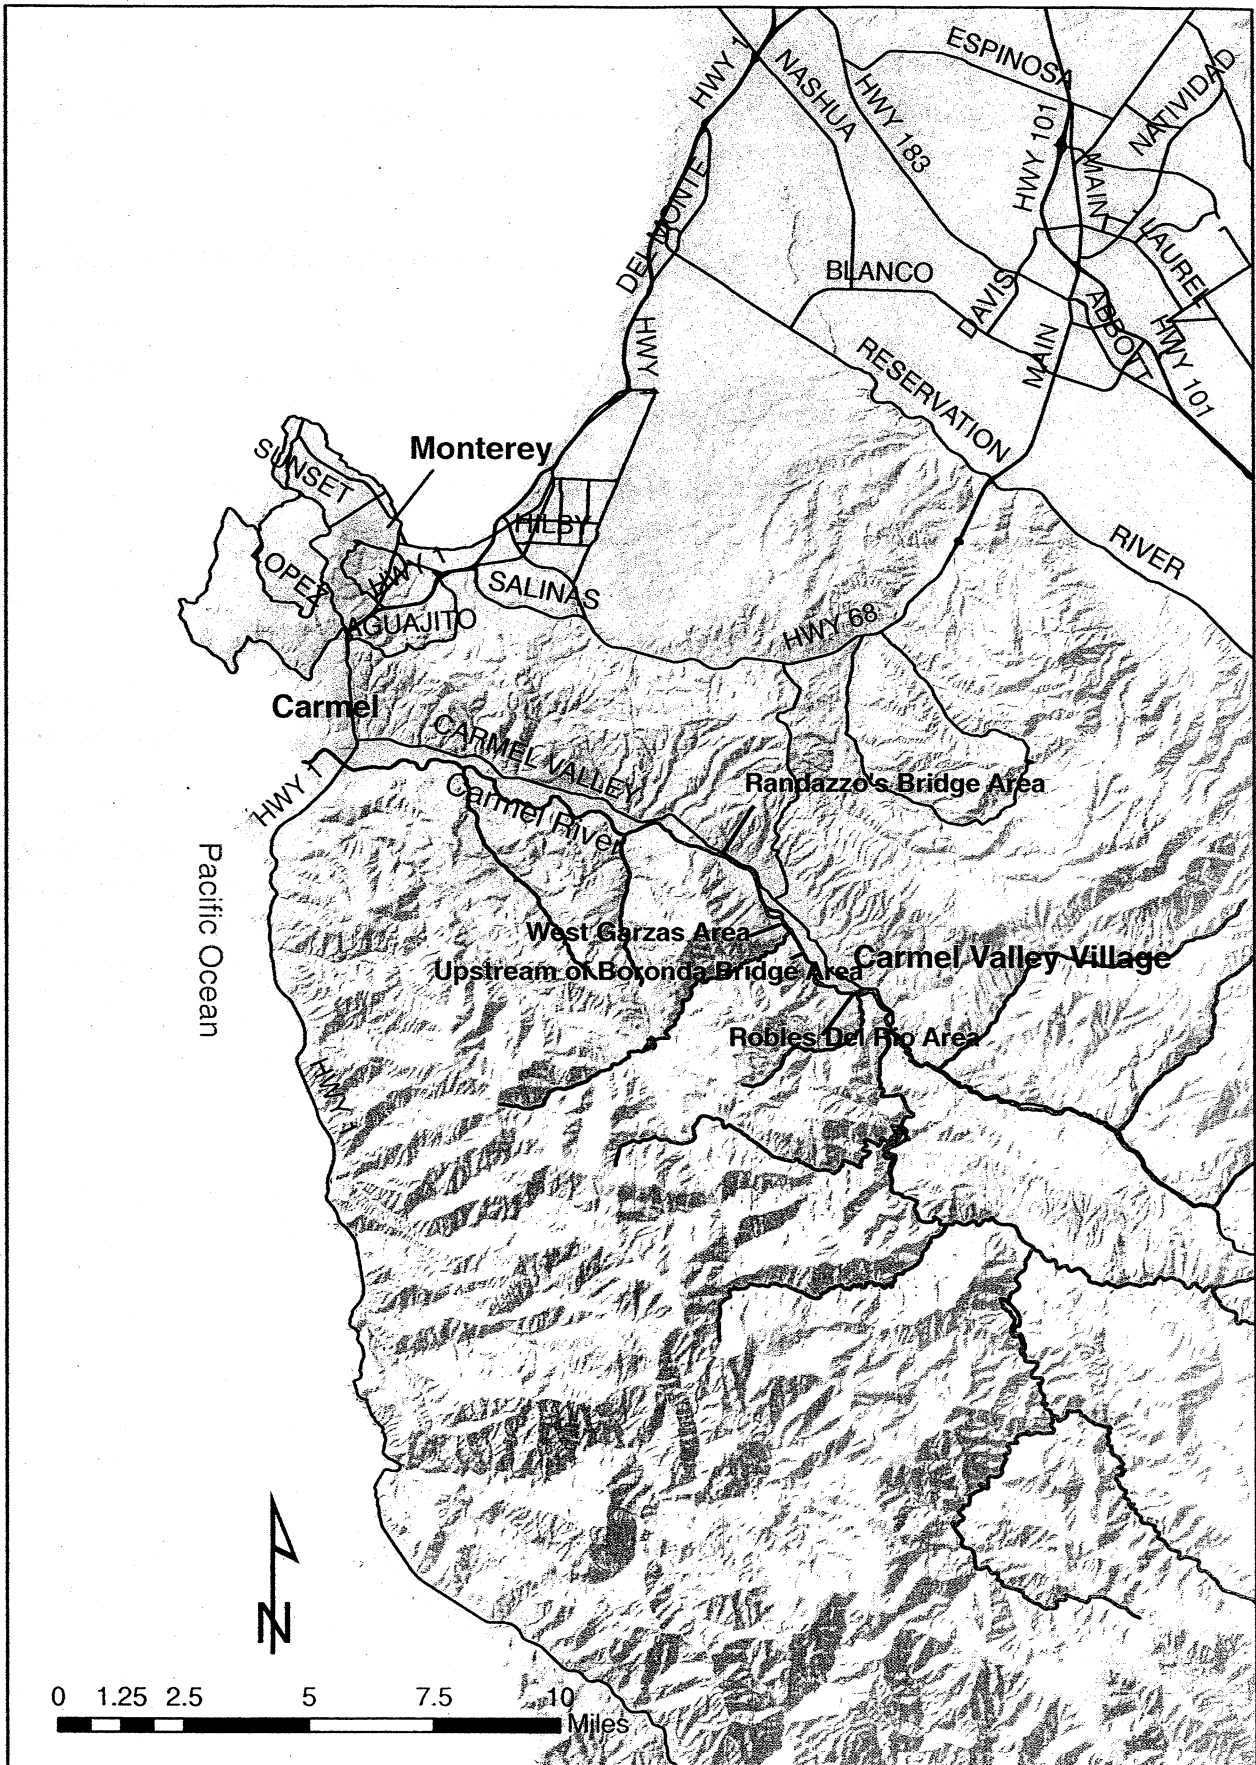 HWY 1
NASHUA
HWY 183
ESPINOSA
HWY 101
NATIVIDAD
MAIN
DEL MONTE
BLANCO
DAVIS
LAUREL
ABBOTT
HWY 101
HWY 1
MAIN
RESERVATION
SUNSET
Monterey
HILBY
RIVER
OPEZ
HWY 1
SALINAS
AGUAJITO
HWY 68
Carmel
CARMEL VALLEY
Randazzo's Bridge Area
Carmel River
HWY 1
Pacific Ocean
West Garzas Area
Upstream of Boronda Bridge Area
Carmel Valley Village
Robles Del Rio Area
HWY 1
N
0 1.25 2.5 5 7.5 10
Miles